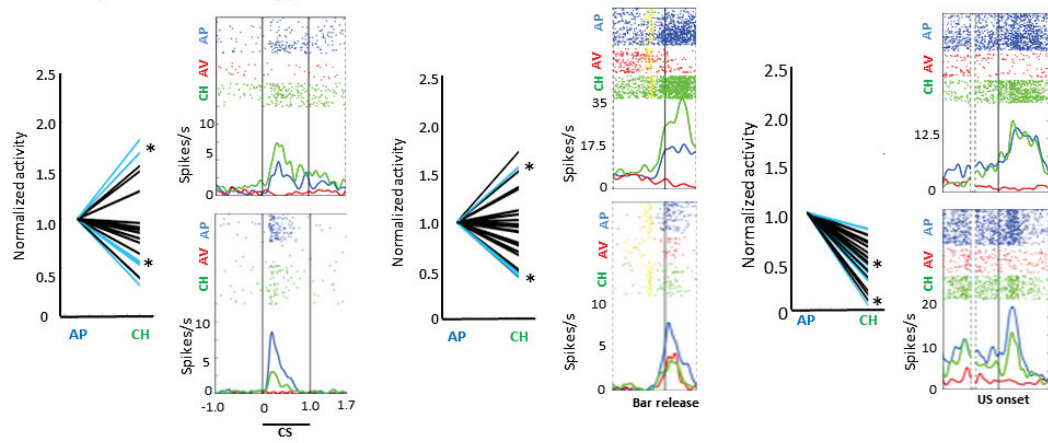 AP
AV
CH
10
5
0
Spikes/s
2.5
2.0
1.5
1.0
0.5
0
Normalized activity
AP
CH
*
*
AP
AV
CH
10
5
0
Spikes/s
-1.0
0
1.0
1.7
CS
2.5
2.0
1.5
1.0
0.5
0
Normalized activity
AP
CH
*
*
AP
AV
CH
35
17.5
0
Spikes/s
AP
AV
CH
10
5
0
Spikes/s
Bar release
2.5
2.0
1.5
1.0
0.5
0
Normalized activity
AP
CH
*
*
AP
AV
CH
12.5
0
Spikes/s
AP
AV
CH
20
10
0
Spikes/s
US onset